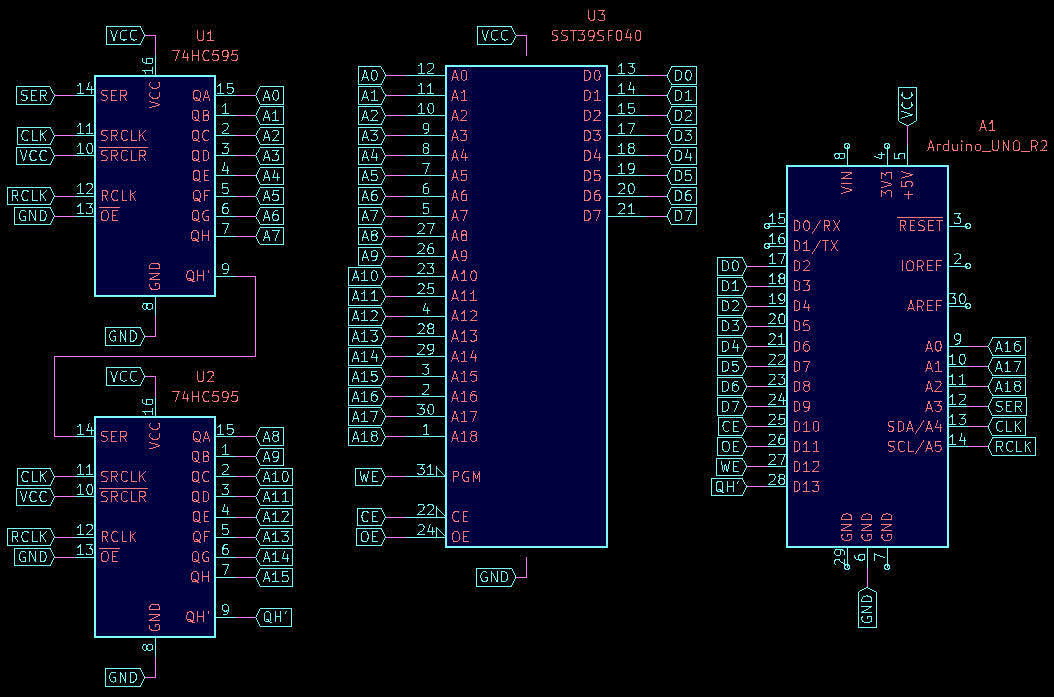 VCC
U1
74HC595
16
VCC
SER 14 SER QA 15 A0
QB 1 A1
CLK 11 SRCLK QC 2 A2
VCC 10 SRCLR QD 3 A3
QE 4 A4
RCLK 12 RCLK QF 5 A5
GND 13 OE QG 6 A6
QH 7 A7
QH' 9
GND
8
GND
VCC
U2
74HC595
16
VCC
14 SER QA 15 A8
QB 1 A9
CLK 11 SRCLK QC 2 A10
VCC 10 SRCLR QD 3 A11
QE 4 A12
RCLK 12 RCLK QF 5 A13
GND 13 OE QG 6 A14
QH 7 A15
QH' 9 QH'
GND
8
GND
U3
VCC SST39SF040
A0 12 A0 D0 13 D0
A1 11 A1 D1 14 D1
A2 10 A2 D2 15 D2
A3 9 A3 D3 17 D3
A4 8 A4 D4 18 D4
A5 7 A5 D5 19 D5
A6 6 A6 D6 20 D6
A7 5 A7 D7 21 D7
A8 27 A8
A9 26 A9
A10 23 A10
A11 25 A11
A12 4 A12
A13 28 A13
A14 29 A14
A15 3 A15
A16 2 A16
A17 30 A17
A18 1 A18
WE 31 PGM
CE 22 CE
OE 24 OE
GND
VCC
A1
Arduino_UNO_R2
8 4 5
VIN 3V3 +5V
15 D0/RX RESET 3
16 D1/TX
D0 17 D2 IOREF 2
D1 18 D3
D2 19 D4 AREF 30
D3 20 D5
D4 21 D6 A0 9 A16
D5 22 D7 A1 10 A17
D6 23 D8 A2 11 A18
D7 24 D9 A3 12 SER
CE 25 D10 SDA/A4 13 CLK
OE 26 D11 SCL/A5 14 RCLK
WE 27 D12
QH' 28 D13
GND GND GND
29 6 7
GND